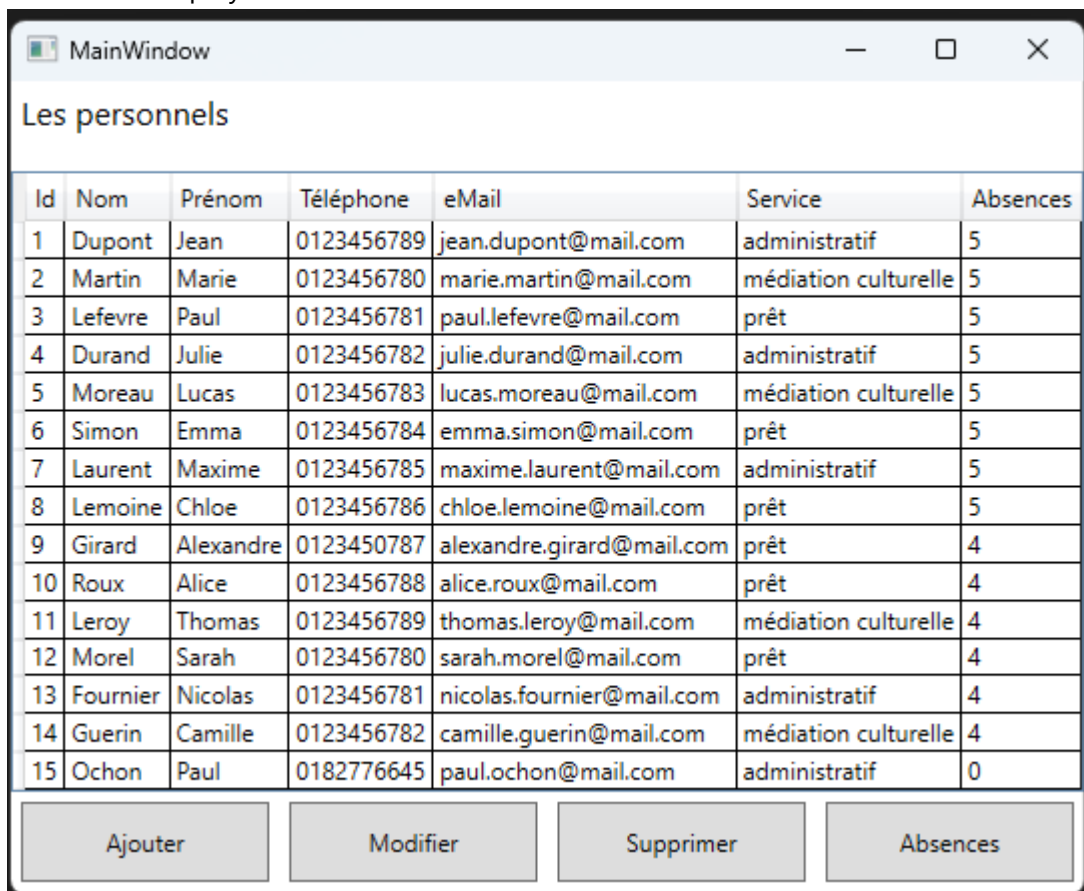 MainWindow
Les personnels
Id Nom Prénom Téléphone eMail Service Absences
1 Dupont Jean 0123456789 jean.dupont@mail.com administratif 5
2 Martin Marie 0123456780 marie.martin@mail.com médiation culturelle 5
3 Lefevre Paul 0123456781 paul.lefevre@mail.com prêt 5
4 Durand Julie 0123456782 julie.durand@mail.com administratif 5
5 Moreau Lucas 0123456783 lucas.moreau@mail.com médiation culturelle 5
6 Simon Emma 0123456784 emma.simon@mail.com prêt 5
7 Laurent Maxime 0123456785 maxime.laurent@mail.com administratif 5
8 Lemoine Chloe 0123456786 chloe.lemoine@mail.com prêt 5
9 Girard Alexandre 0123450787 alexandre.girard@mail.com prêt 4
10 Roux Alice 0123456788 alice.roux@mail.com prêt 4
11 Leroy Thomas 0123456789 thomas.leroy@mail.com médiation culturelle 4
12 Morel Sarah 0123456780 sarah.morel@mail.com prêt 4
13 Fournier Nicolas 0123456781 nicolas.fournier@mail.com administratif 4
14 Guerin Camille 0123456782 camille.guerin@mail.com médiation culturelle 4
15 Ochon Paul 0182776645 paul.ochon@mail.com administratif 0
Ajouter Modifier Supprimer Absences